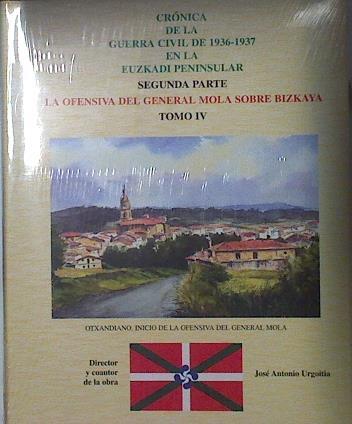 CRÓNICA
DE LA
GUERRA CIVIL DE 1936-1937
EN LA
EUZKADI PENINSULAR
SEGUNDA PARTE
LA OFENSIVA DEL GENERAL MOLA SOBRE BIZKAYA
TOMO IV
OTXANDIANO, INICIO DE LA OFENSIVA DEL GENERAL MOLA
Director
y coautor
de la obra
José Antonio Urgoitia